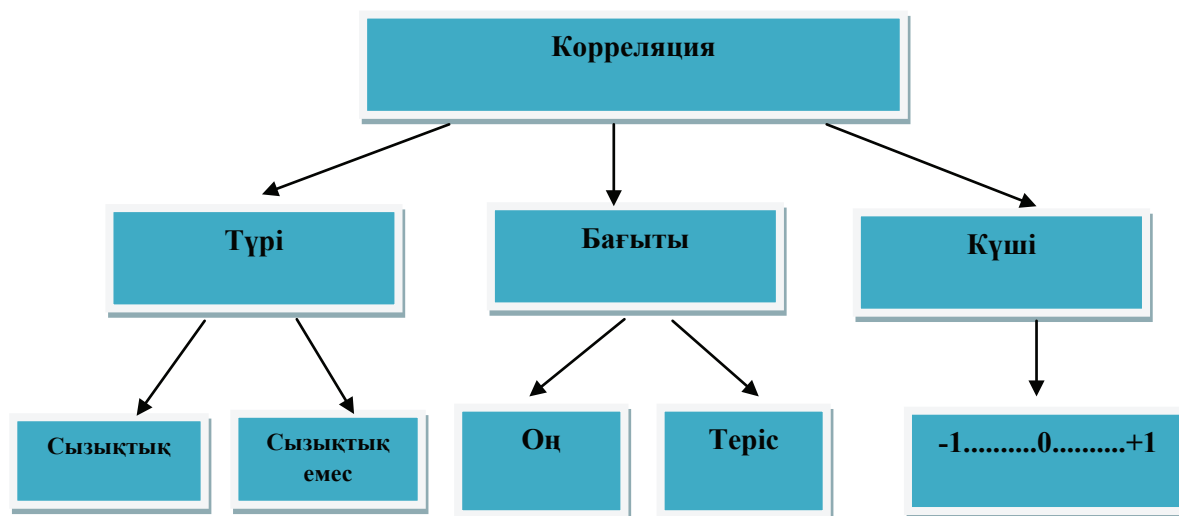 Корреляция
Түрі
Бағыты
Күші
Сызықтық
Сызықтық
емес
Оң
Теріс
-1..........0..........+1